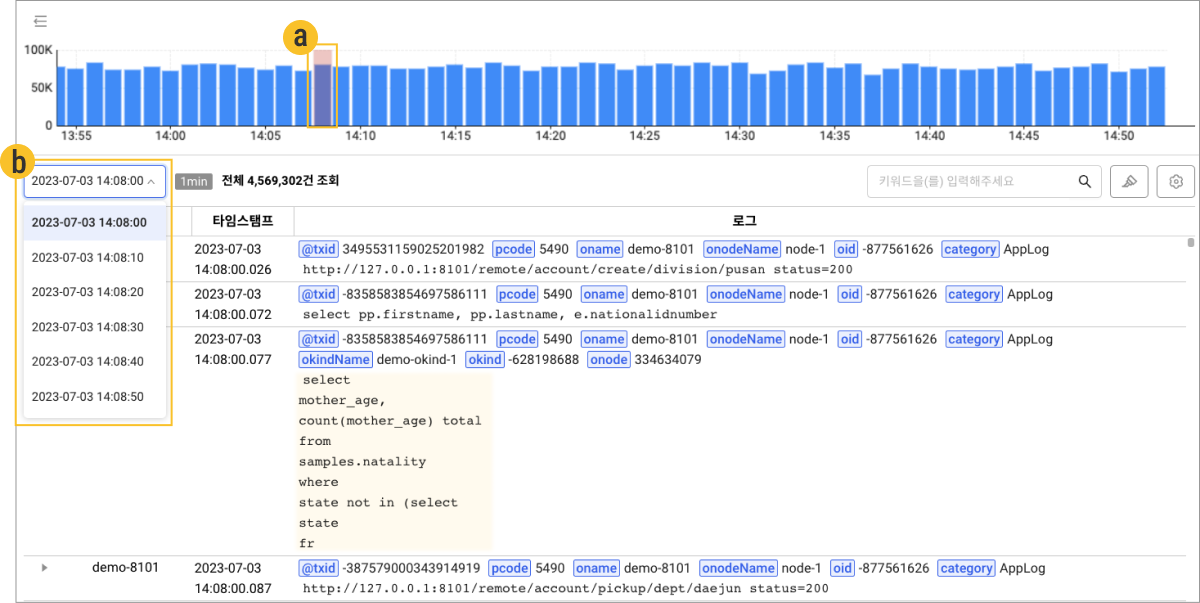 a
100K
50K
0
13:55 14:00 14:05 14:10 14:15 14:20 14:25 14:30 14:35 14:40 14:45 14:50
b
2023-07-03 14:08:00 1min 전체 4,569,302건 조회 키워드을(를) 입력해주세요
2023-07-03 14:08:00
2023-07-03 14:08:10
2023-07-03 14:08:20
2023-07-03 14:08:30
2023-07-03 14:08:40
2023-07-03 14:08:50
타임스탬프 로그
2023-07-03 @txid 3495531159025201982 pcode 5490 oname demo-8101 onodeName node-1 oid -877561626 category AppLog
14:08:00.026 http://127.0.0.1:8101/remote/account/create/division/pusan status=200
2023-07-03 @txid -8358583854697586111 pcode 5490 oname demo-8101 onodeName node-1 oid -877561626 category AppLog
14:08:00.072 select pp.firstname, pp.lastname, e.nationalidnumber
2023-07-03 @txid -8358583854697586111 pcode 5490 oname demo-8101 onodeName node-1 oid -877561626 category AppLog
14:08:00.077 okindName demo-okind-1 okind -628198688 onode 334634079
select
mother_age,
count(mother_age) total
from
samples.natality
where
state not in (select
state
fr
demo-8101 2023-07-03 @txid -387579000343914919 pcode 5490 oname demo-8101 onodeName node-1 oid -877561626 category AppLog
14:08:00.087 http://127.0.0.1:8101/remote/account/pickup/dept/daejun status=200